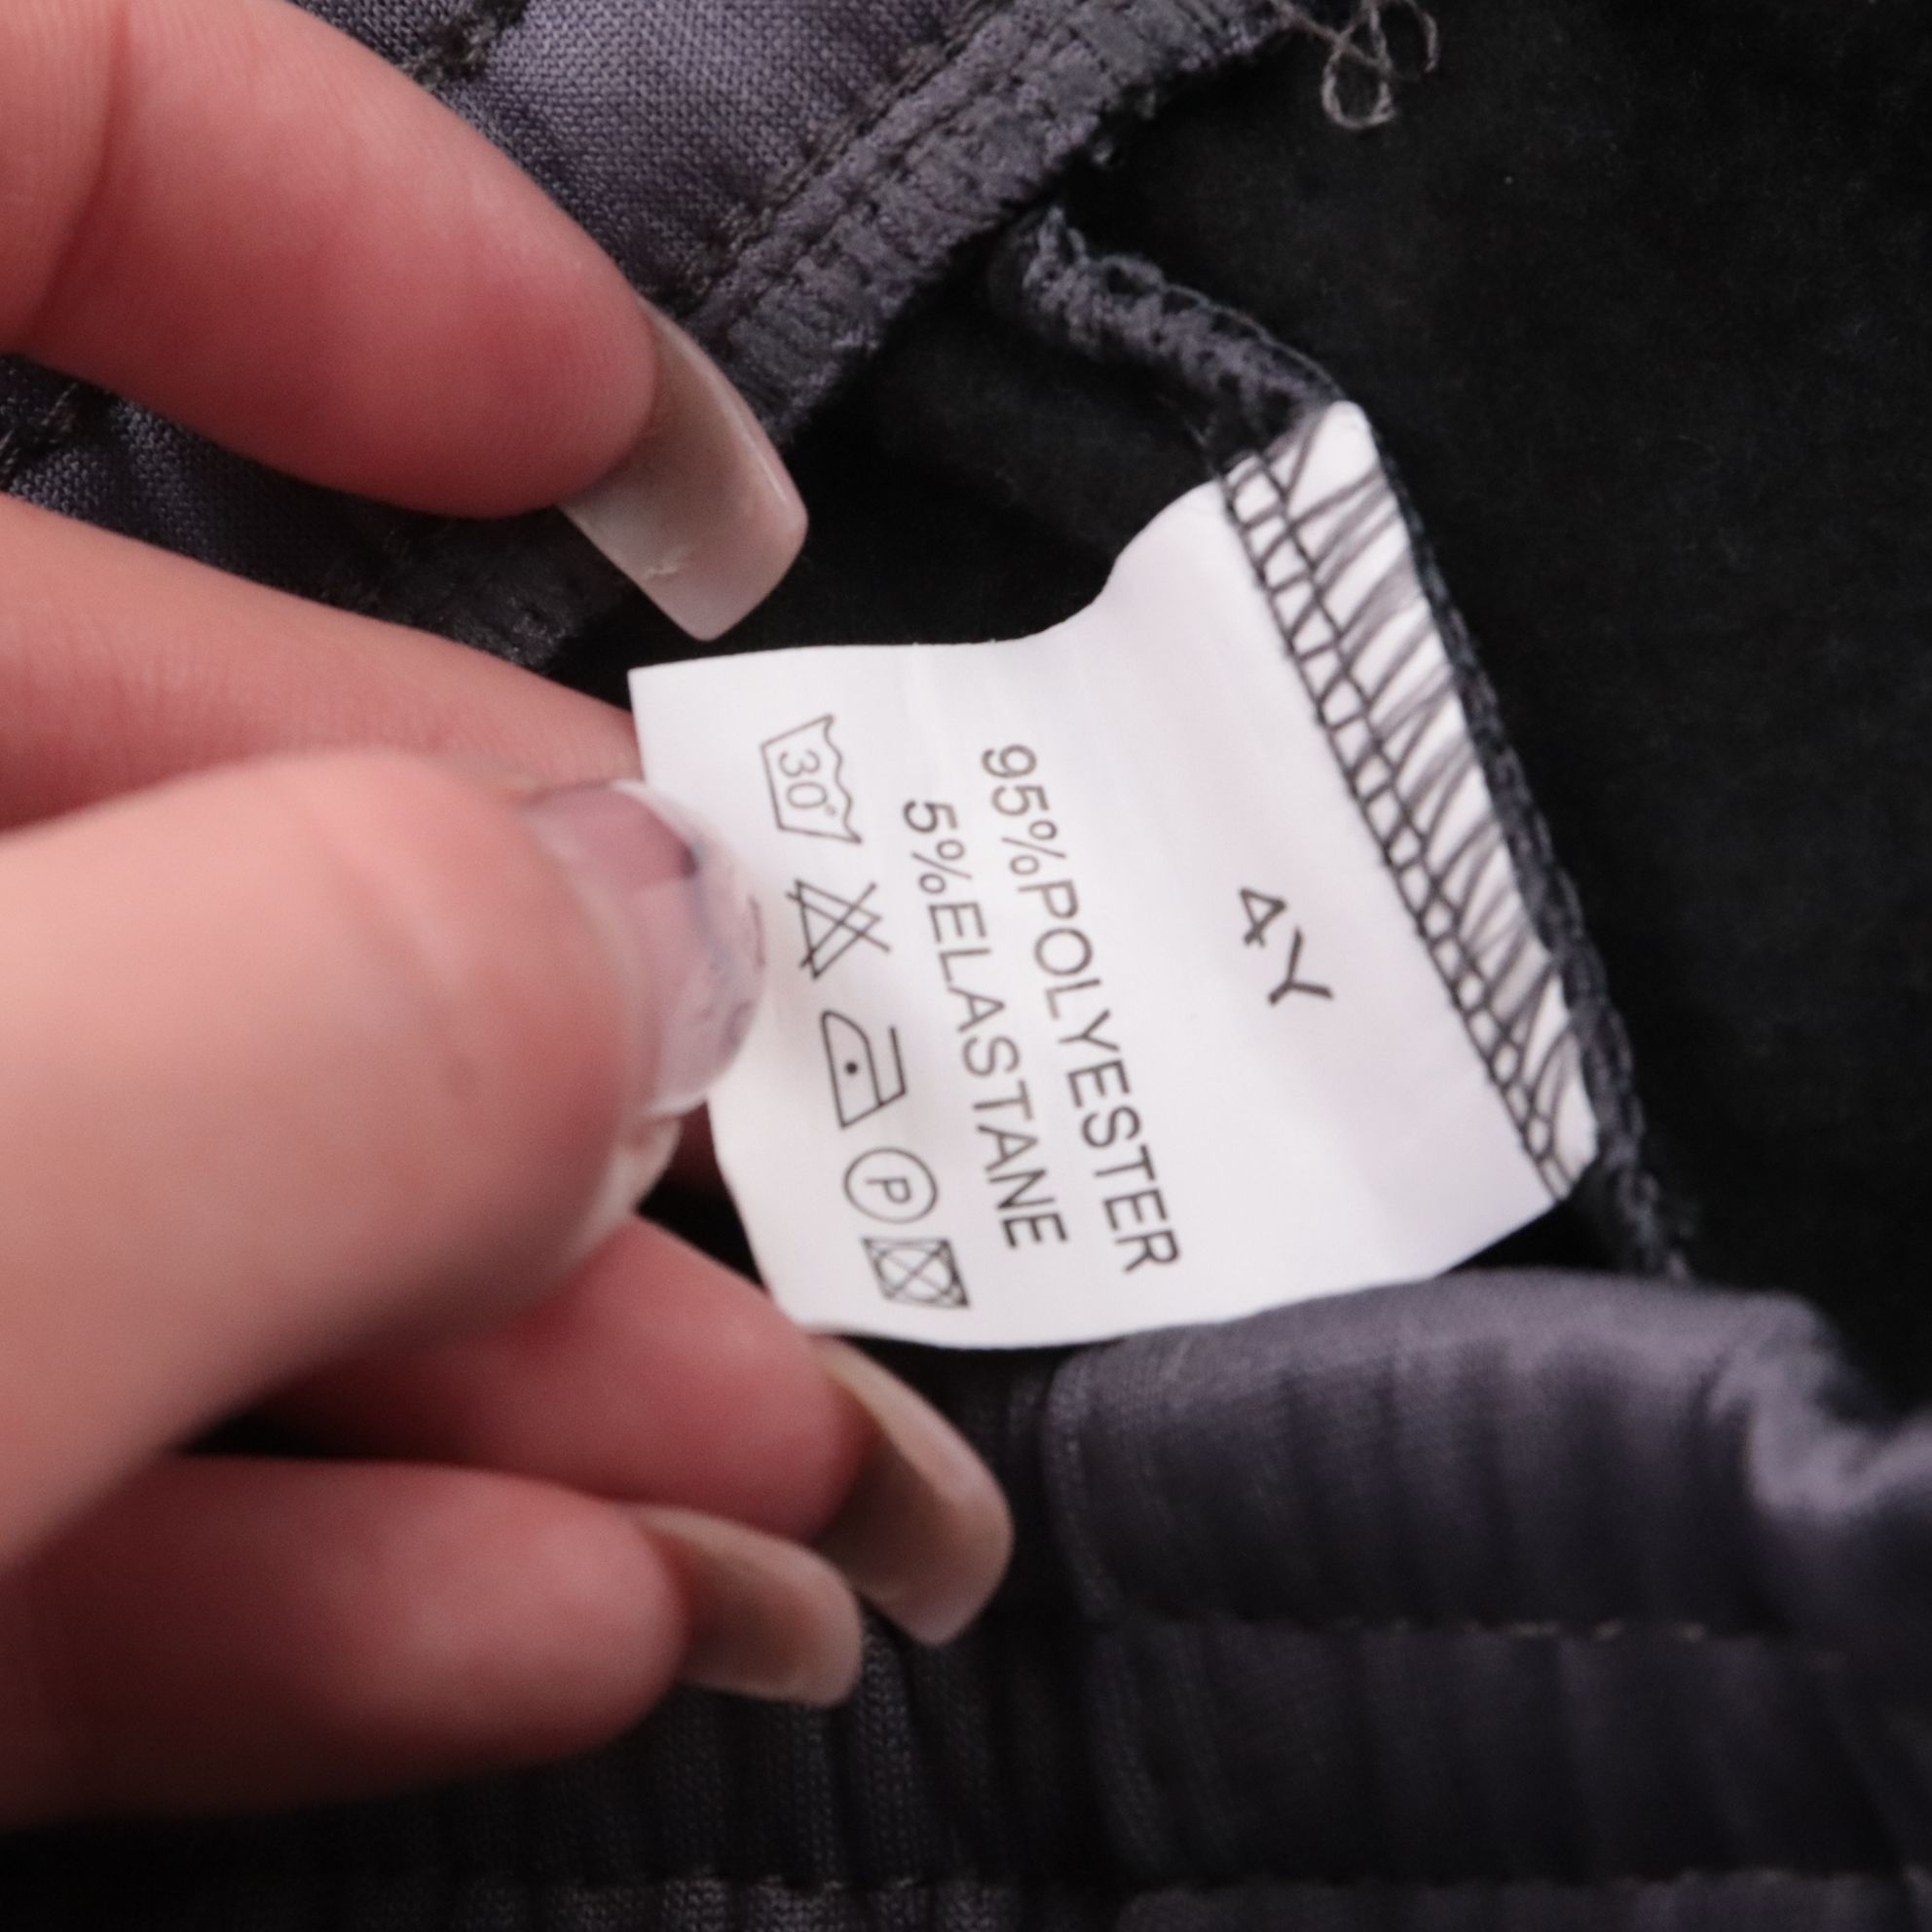 4Y
95%POLYESTER
5%ELASTANE
30°
P